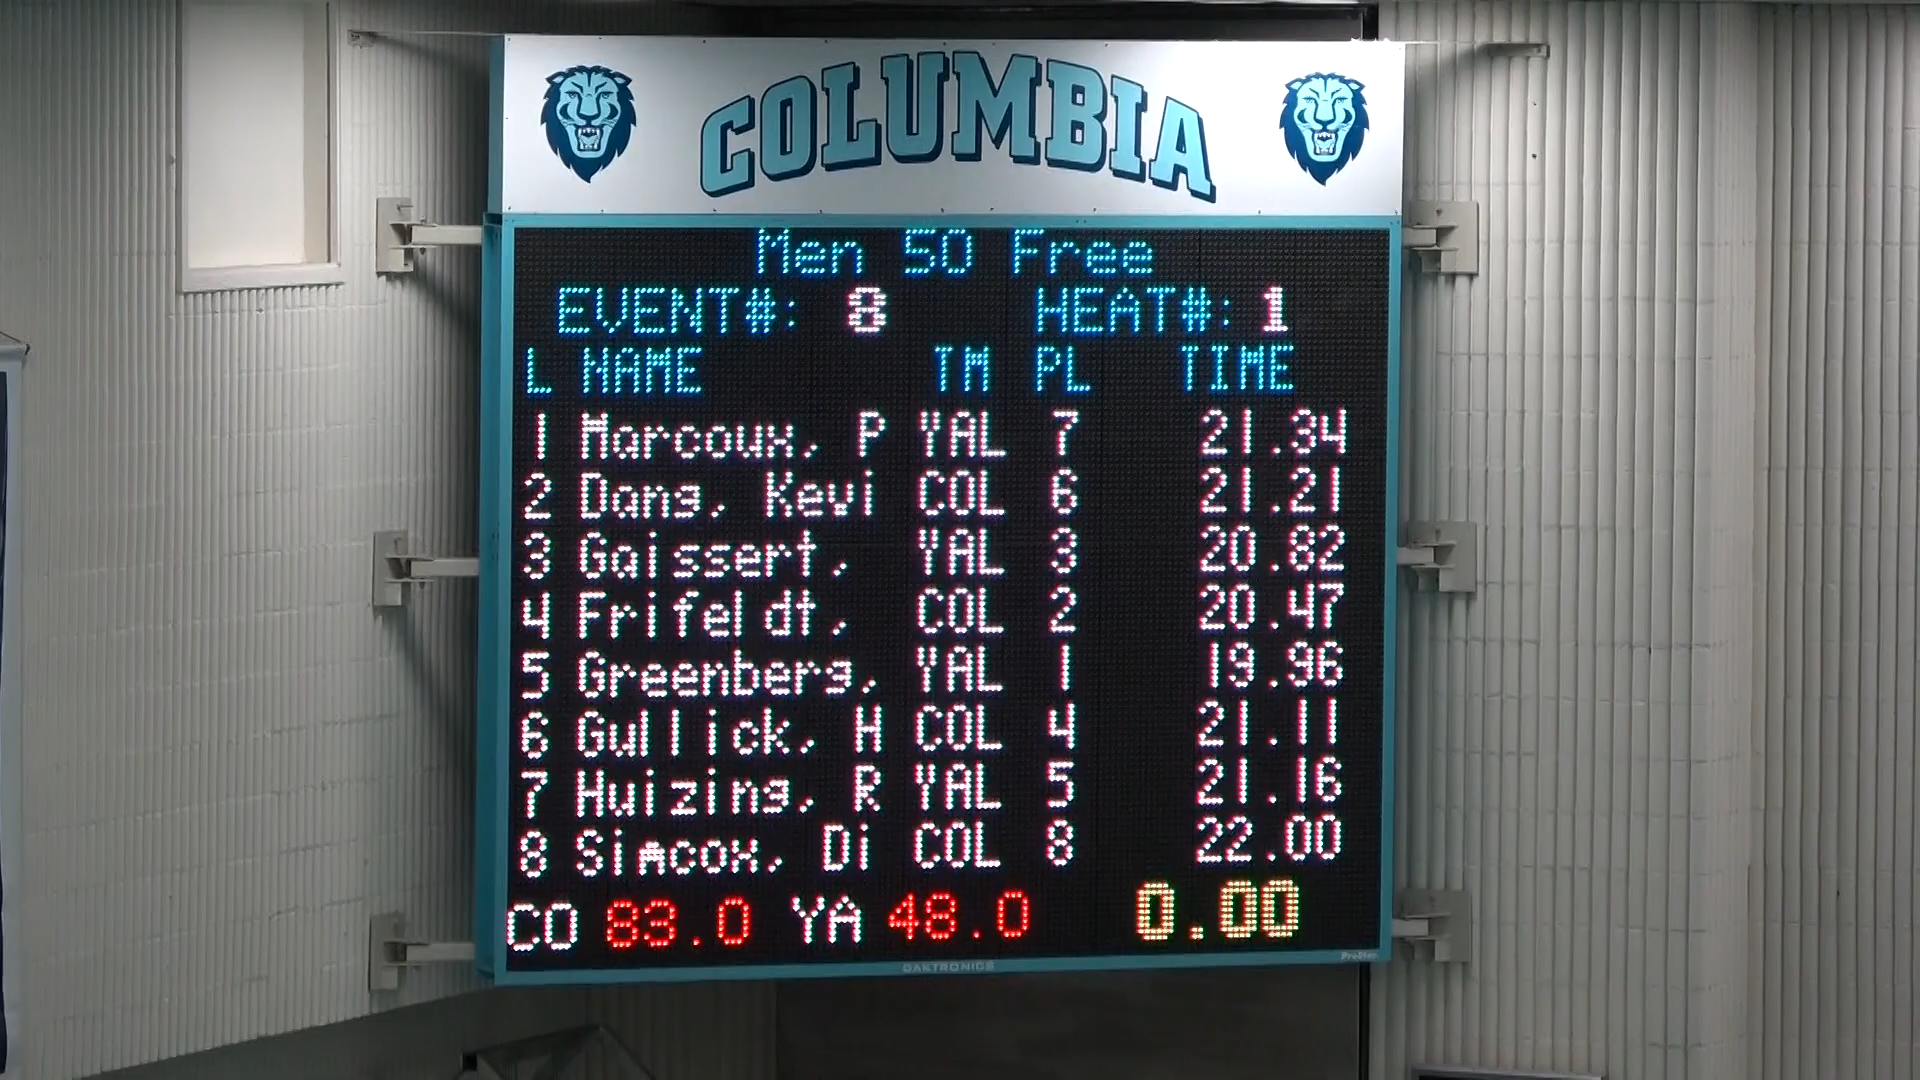 COLUMBIA
Men 50 Free
EVENT#: 8 HEAT#: 1
L NAME TM PL TIME
1 Marcoux, P YAL 7 21.34
2 Dang, Kevi COL 6 21.21
3 Gaissert, YAL 3 20.82
4 Frifeldt, COL 2 20.47
5 Greenberg, YAL 1 19.96
6 Gullick, H COL 4 21.11
7 Huizing, R YAL 5 21.16
8 Simcox, Di COL 8 22.00
CO 83.0 YA 48.0 0.00
DAKTRONICS ProStar